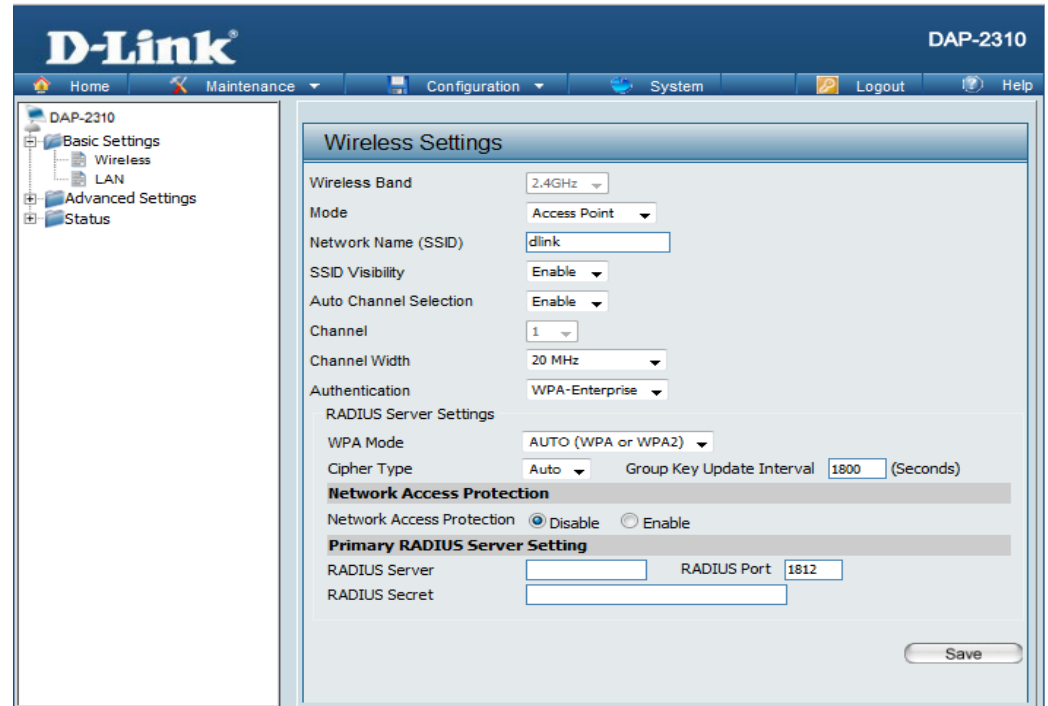 D-Link®
DAP-2310
Home Maintenance Configuration System Logout Help
DAP-2310
Basic Settings
Wireless
LAN
Advanced Settings
Status
Wireless Settings
Wireless Band 2.4GHz
Mode Access Point
Network Name (SSID) dlink
SSID Visibility Enable
Auto Channel Selection Enable
Channel 1
Channel Width 20 MHz
Authentication WPA-Enterprise
RADIUS Server Settings
WPA Mode AUTO (WPA or WPA2)
Cipher Type Auto Group Key Update Interval 1800 (Seconds)
Network Access Protection
Network Access Protection Disable Enable
Primary RADIUS Server Setting
RADIUS Server RADIUS Port 1812
RADIUS Secret
Save